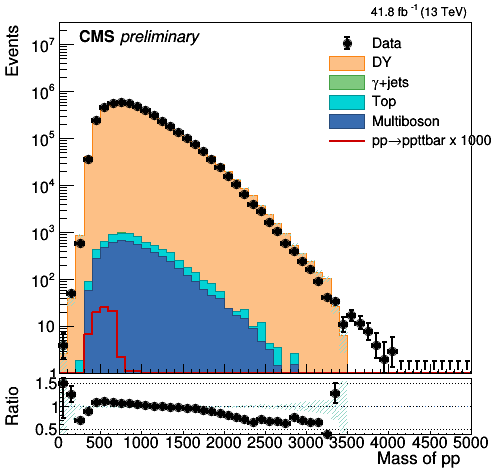 41.8 fb⁻¹ (13 TeV)
CMS preliminary
Events
Data
DY
γ+jets
Top
Multiboson
pp→ppttbar x 1000
10⁷
10⁶
10⁵
10⁴
10³
10²
10
1
Ratio
1.5
1
0.5
0 500 1000 1500 2000 2500 3000 3500 4000 4500 5000
Mass of pp